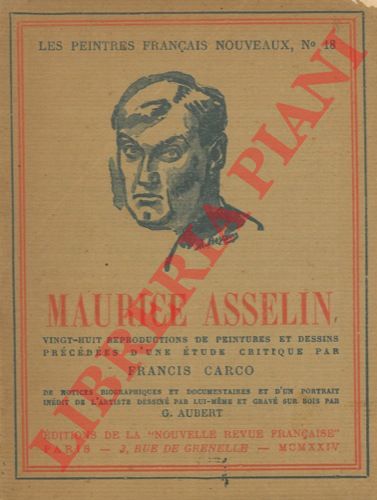 LES PEINTRES FRANÇAIS NOUVEAUX, Nº 18
MAURICE ASSELIN
VINGT-HUIT REPRODUCTIONS DE PEINTURES ET DESSINS
PRÉCÉDÉES D'UNE ÉTUDE CRITIQUE PAR
FRANCIS CARCO
DE NOTICES BIOGRAPHIQUES ET DOCUMENTAIRES ET D'UN PORTRAIT
INÉDIT DE L'ARTISTE DESSINÉ PAR LUI-MÊME ET GRAVÉ SUR BOIS PAR
G. AUBERT
ÉDITIONS DE LA "NOUVELLE REVUE FRANÇAISE"
PARIS — 3, RUE DE GRENELLE — MCMXXIV
LIBRERIA PIANI